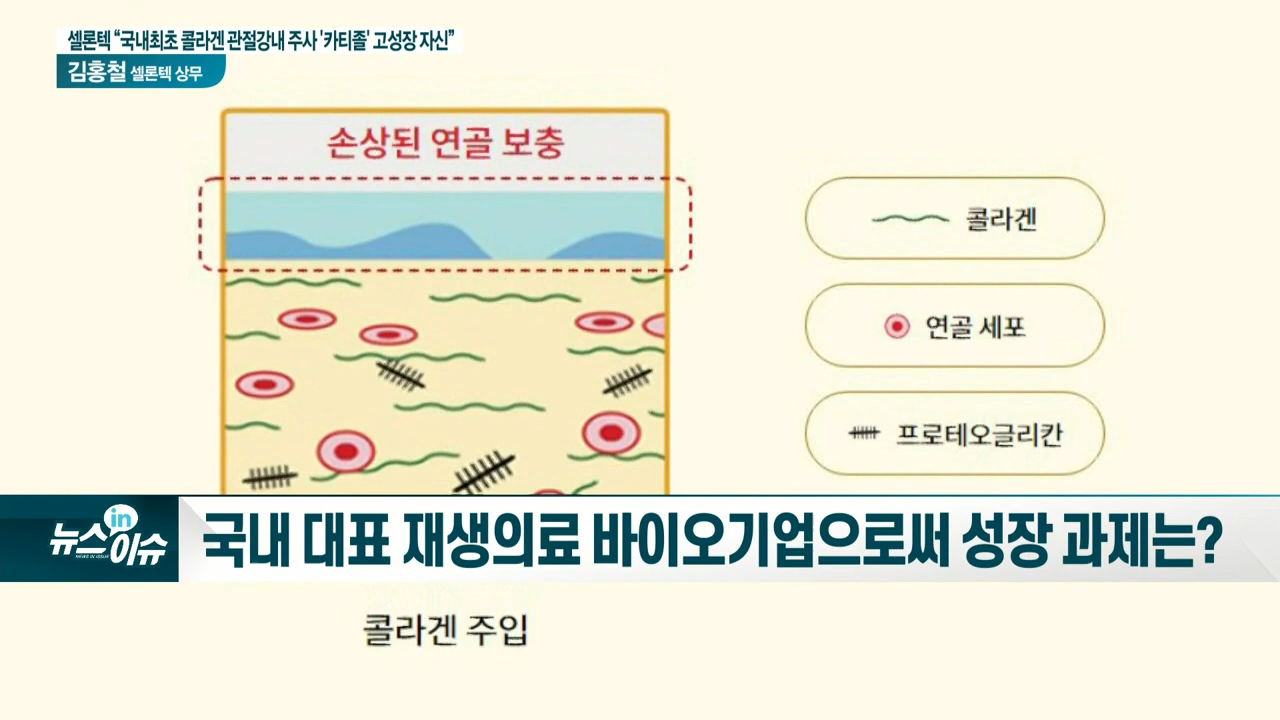 셀론텍 “국내최초 콜라겐 관절강내 주사 '카티졸' 고성장 자신”
김홍철 셀론텍 상무
손상된 연골 보충
콜라겐
연골 세포
프로테오글리칸
뉴스in이슈
NEWS IN ISSUE
국내 대표 재생의료 바이오기업으로써 성장 과제는?
콜라겐 주입